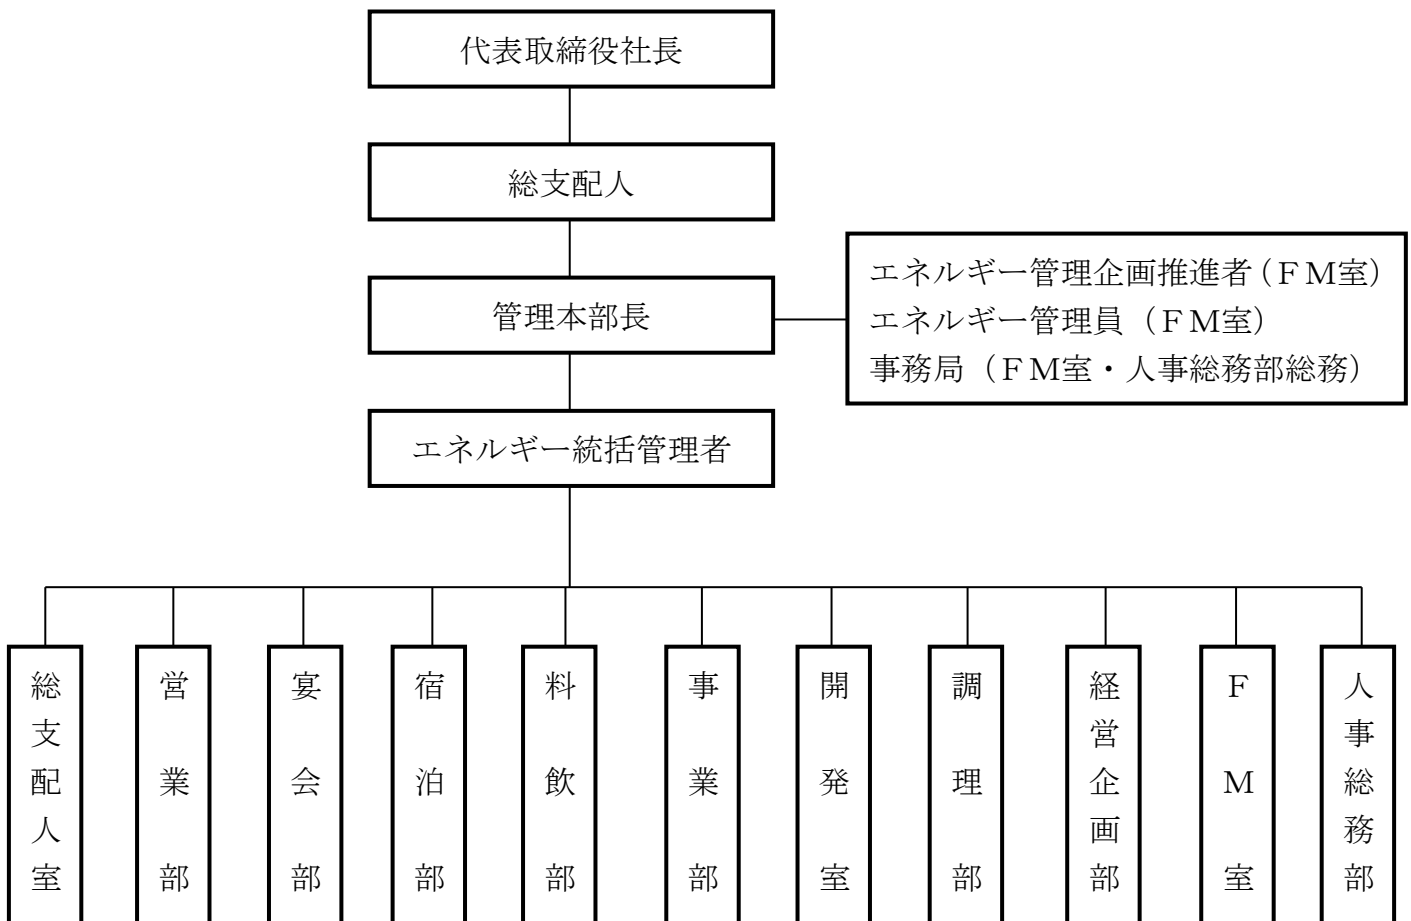 代表取締役社長
総支配人
管理本部長
エネルギー管理企画推進者（ＦＭ室）
エネルギー管理員（ＦＭ室）
事務局（ＦＭ室・人事総務部総務）
エネルギー統括管理者
総支配人室
営業部
宴会部
宿泊部
料飲部
事業部
開発室
調理部
経営企画部
ＦＭ室
人事総務部